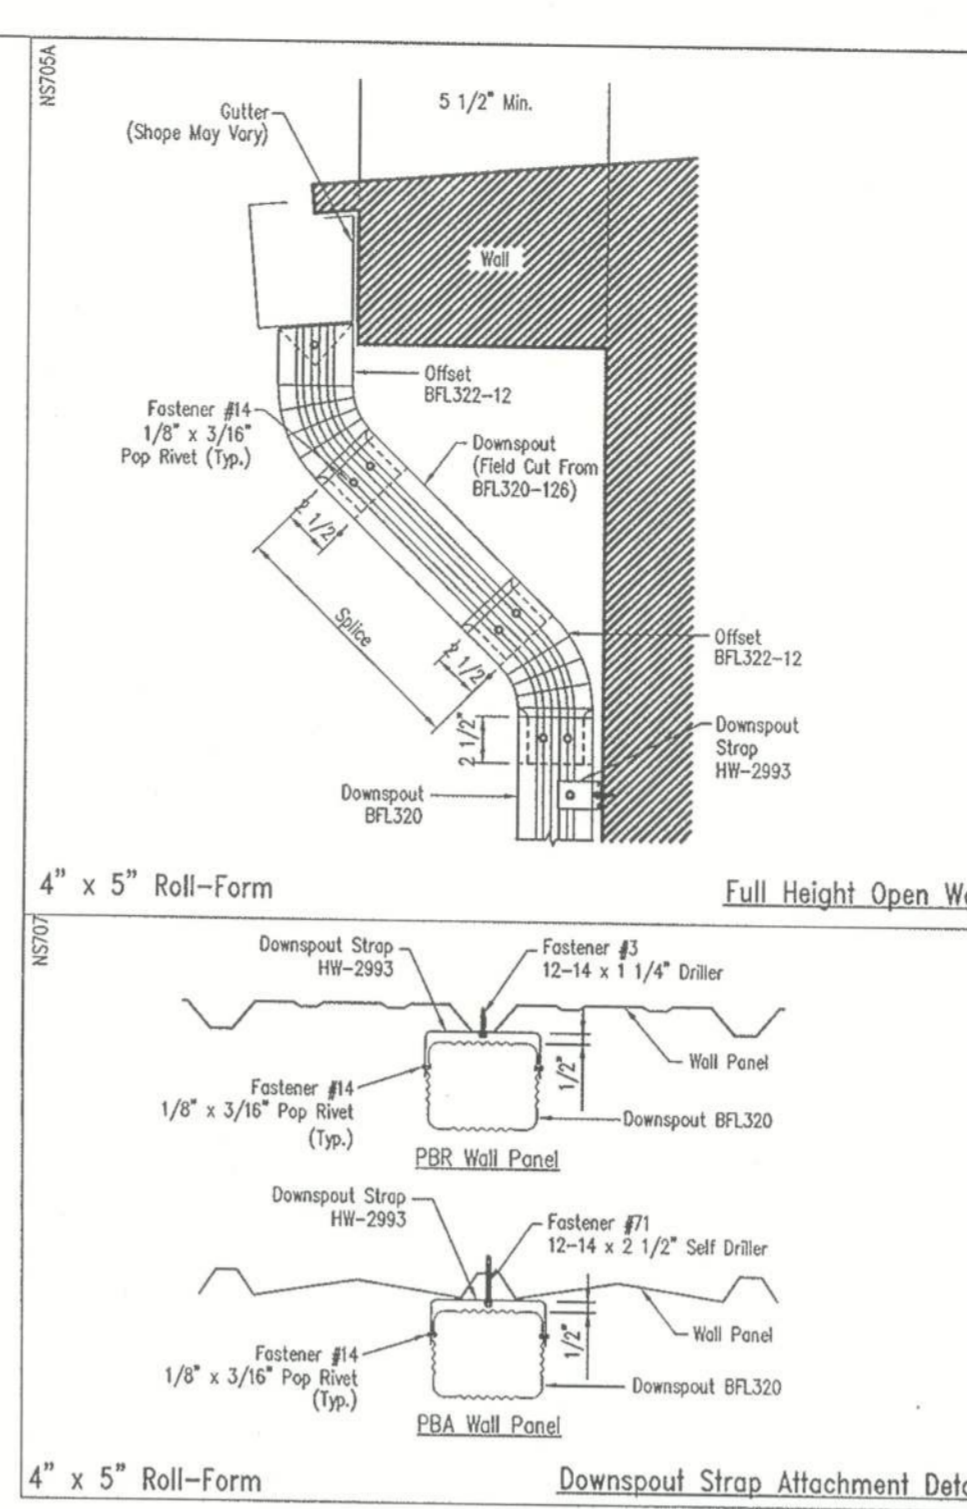 NS705A
5 1/2" Min.
Gutter
(Shape May Vary)
Wall
Offset
BFL322-12
Fastener #14
1/8" x 3/16"
Pop Rivet (Typ.)
Downspout
(Field Cut From
BFL320-126)
2 1/2"
Splice
2 1/2"
Offset
BFL322-12
2 1/2"
Downspout
Strap
HW-2993
Downspout
BFL320
4" x 5" Roll-Form
Full Height Open
NS707
Downspout Strap
HW-2993
Fastener #3
12-14 x 1 1/4" Driller
Wall Panel
1/2"
Fastener #14
1/8" x 3/16" Pop Rivet
(Typ.)
Downspout BFL320
PBR Wall Panel
Downspout Strap
HW-2993
Fastener #71
12-14 x 2 1/2" Self Driller
Wall Panel
1/2"
Fastener #14
1/8" x 3/16" Pop Rivet
(Typ.)
Downspout BFL320
PBA Wall Panel
4" x 5" Roll-Form
Downspout Strap Attachment